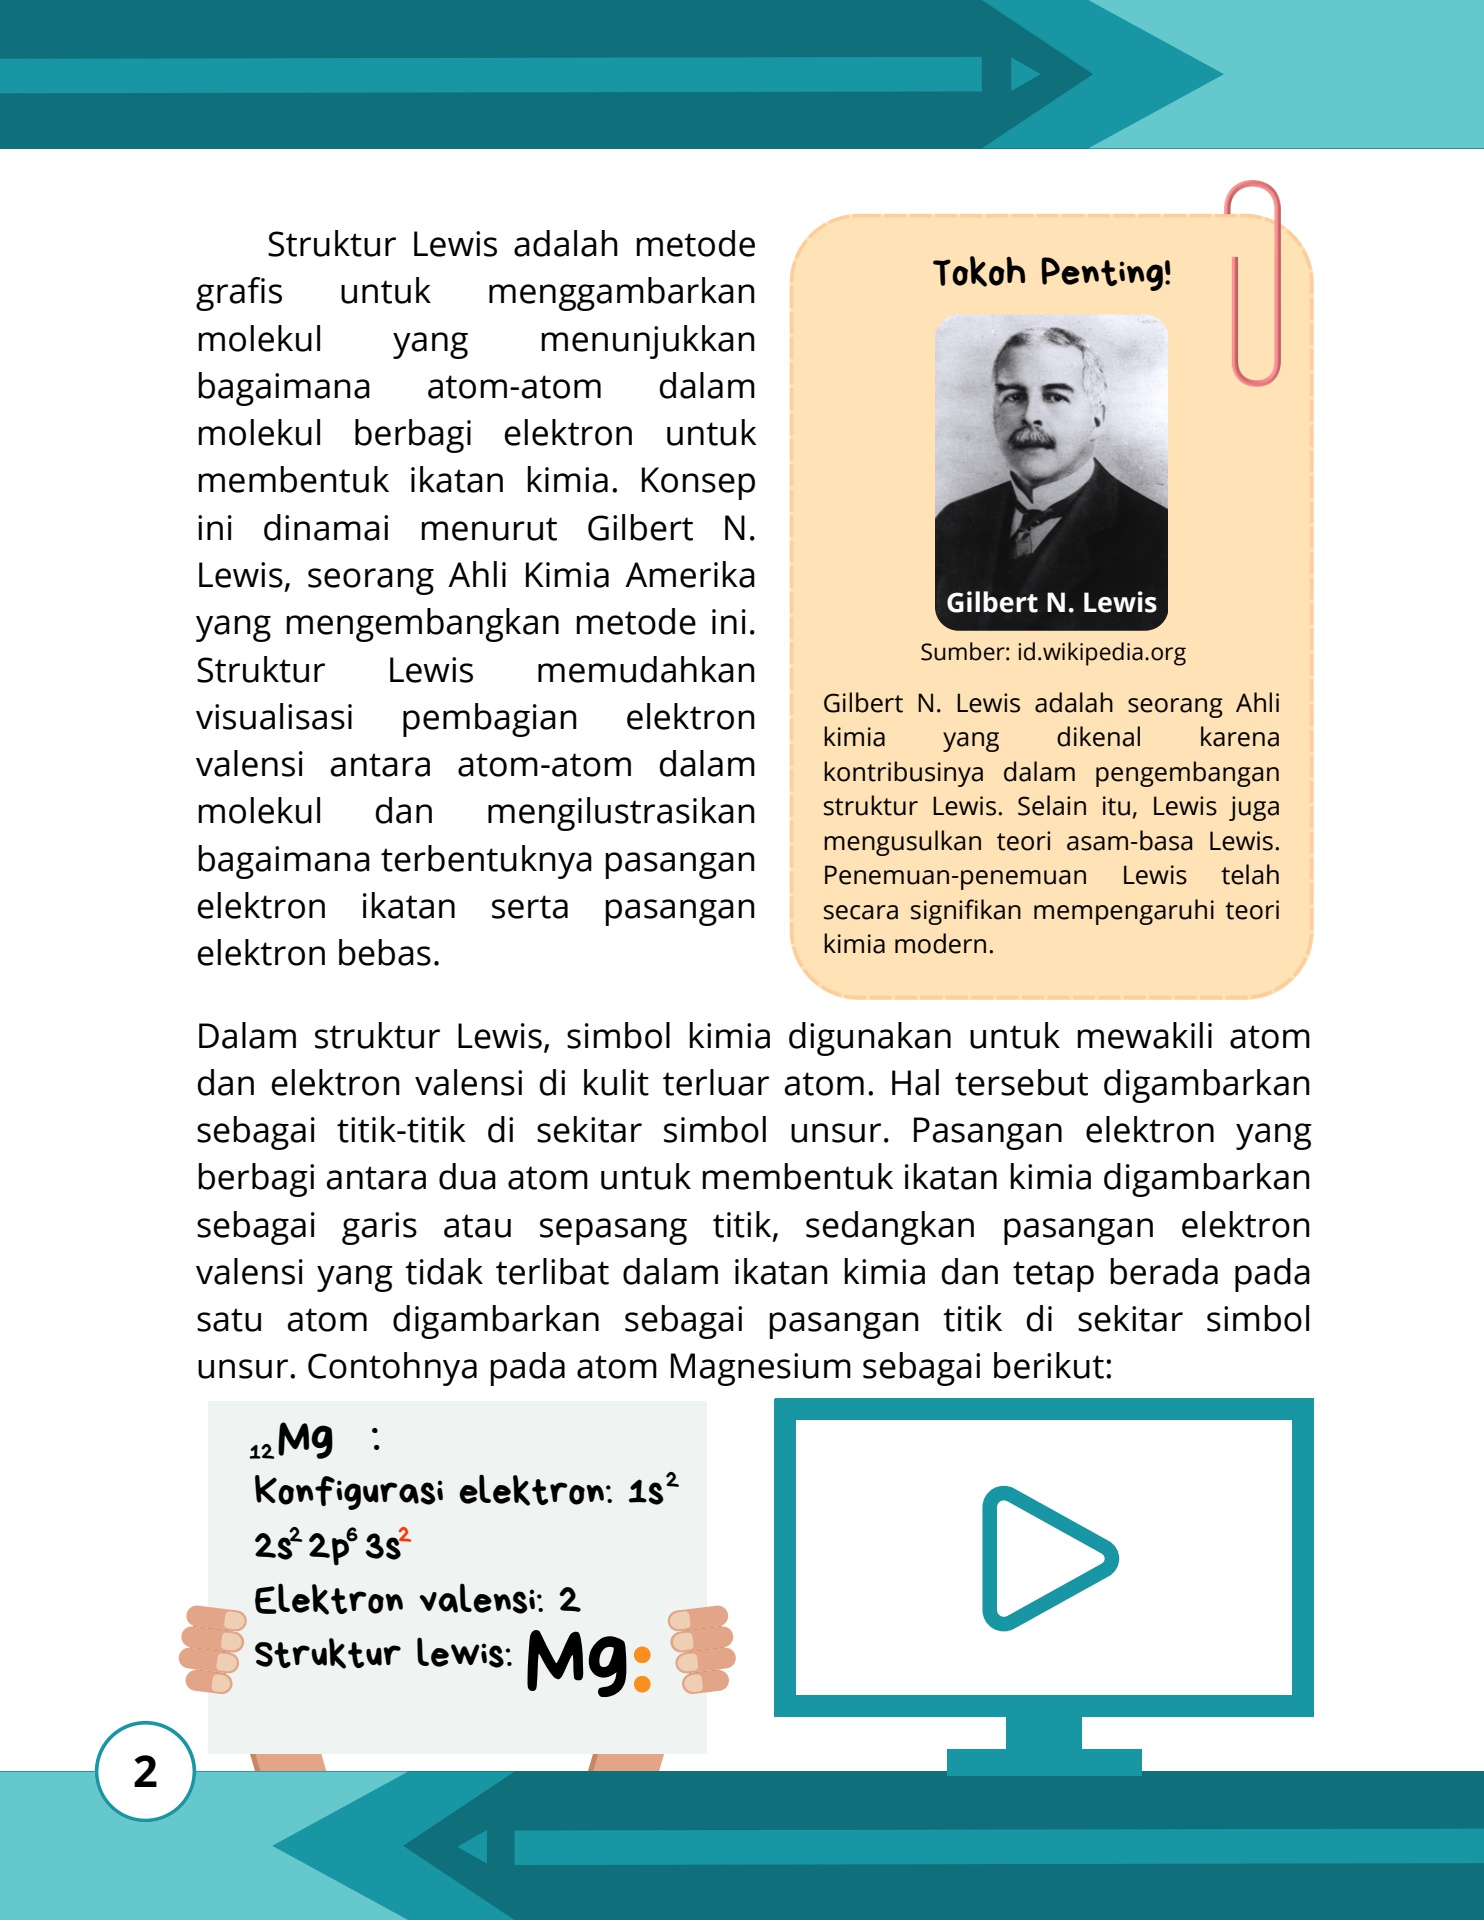 Struktur Lewis adalah metode
grafis untuk menggambarkan
molekul yang menunjukkan
bagaimana atom-atom dalam
molekul berbagi elektron untuk
membentuk ikatan kimia. Konsep
ini dinamai menurut Gilbert N.
Lewis, seorang Ahli Kimia Amerika
yang mengembangkan metode ini.
Struktur Lewis memudahkan
visualisasi pembagian elektron
valensi antara atom-atom dalam
molekul dan mengilustrasikan
bagaimana terbentuknya pasangan
elektron ikatan serta pasangan
elektron bebas.
Tokoh Penting!
Gilbert N. Lewis
Sumber: id.wikipedia.org
Gilbert N. Lewis adalah seorang Ahli
kimia yang dikenal karena
kontribusinya dalam pengembangan
struktur Lewis. Selain itu, Lewis juga
mengusulkan teori asam-basa Lewis.
Penemuan-penemuan Lewis telah
secara signifikan mempengaruhi teori
kimia modern.
Dalam struktur Lewis, simbol kimia digunakan untuk mewakili atom
dan elektron valensi di kulit terluar atom. Hal tersebut digambarkan
sebagai titik-titik di sekitar simbol unsur. Pasangan elektron yang
berbagi antara dua atom untuk membentuk ikatan kimia digambarkan
sebagai garis atau sepasang titik, sedangkan pasangan elektron
valensi yang tidak terlibat dalam ikatan kimia dan tetap berada pada
satu atom digambarkan sebagai pasangan titik di sekitar simbol
unsur. Contohnya pada atom Magnesium sebagai berikut:
₁₂Mg :
Konfigurasi elektron: 1s²
2s² 2p⁶ 3s²
Elektron valensi: 2
Struktur lewis: Mg:
2